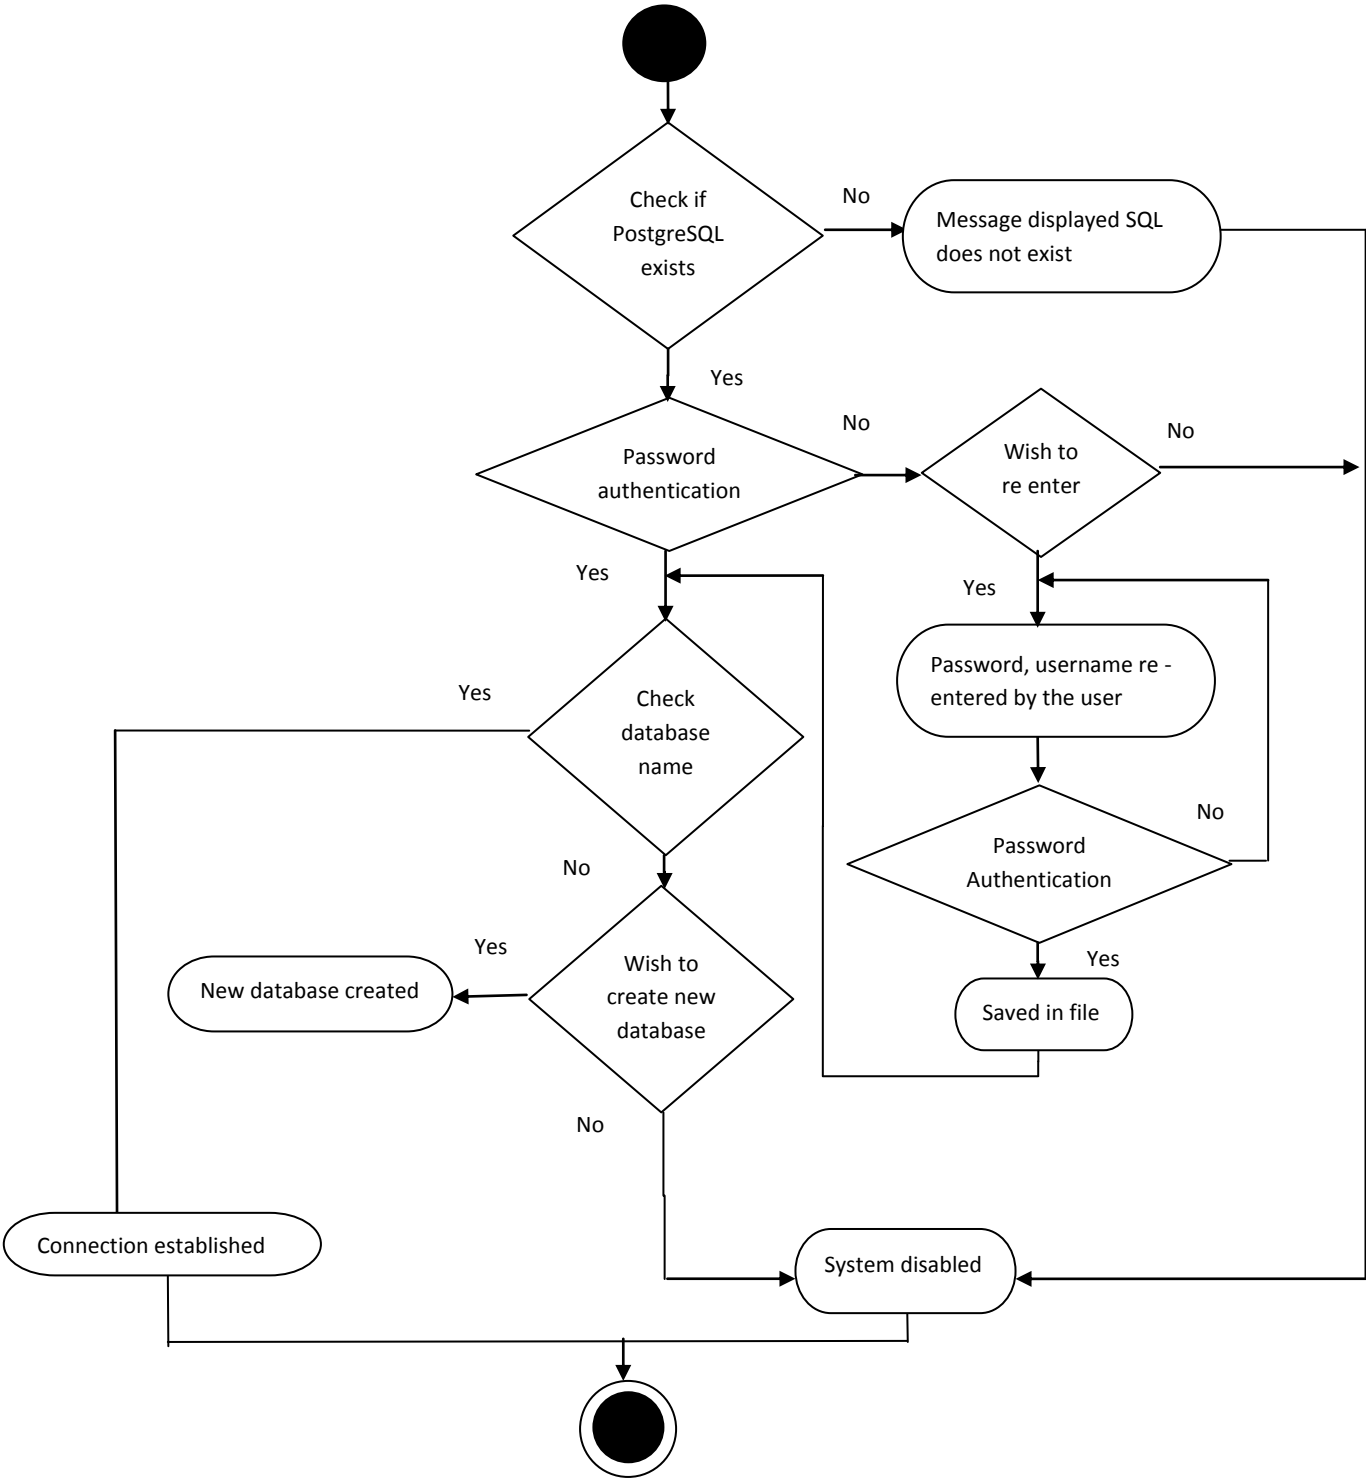 Check if
PostgreSQL
exists
No
Message displayed SQL
does not exist
Yes
Password
authentication
No
Wish to
re enter
No
Yes
Yes
Password, username re -
entered by the user
Yes
Check
database
name
No
Password
Authentication
No
Yes
Yes
New database created
Wish to
create new
database
Saved in file
No
Connection established
System disabled